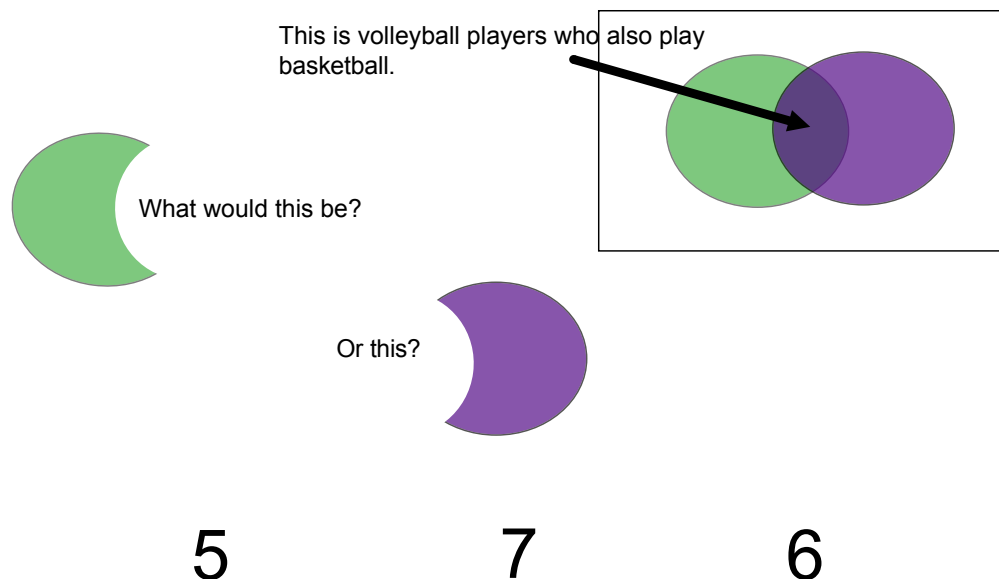 This is volleyball players who also play
basketball.
What would this be?
Or this?
5 7 6